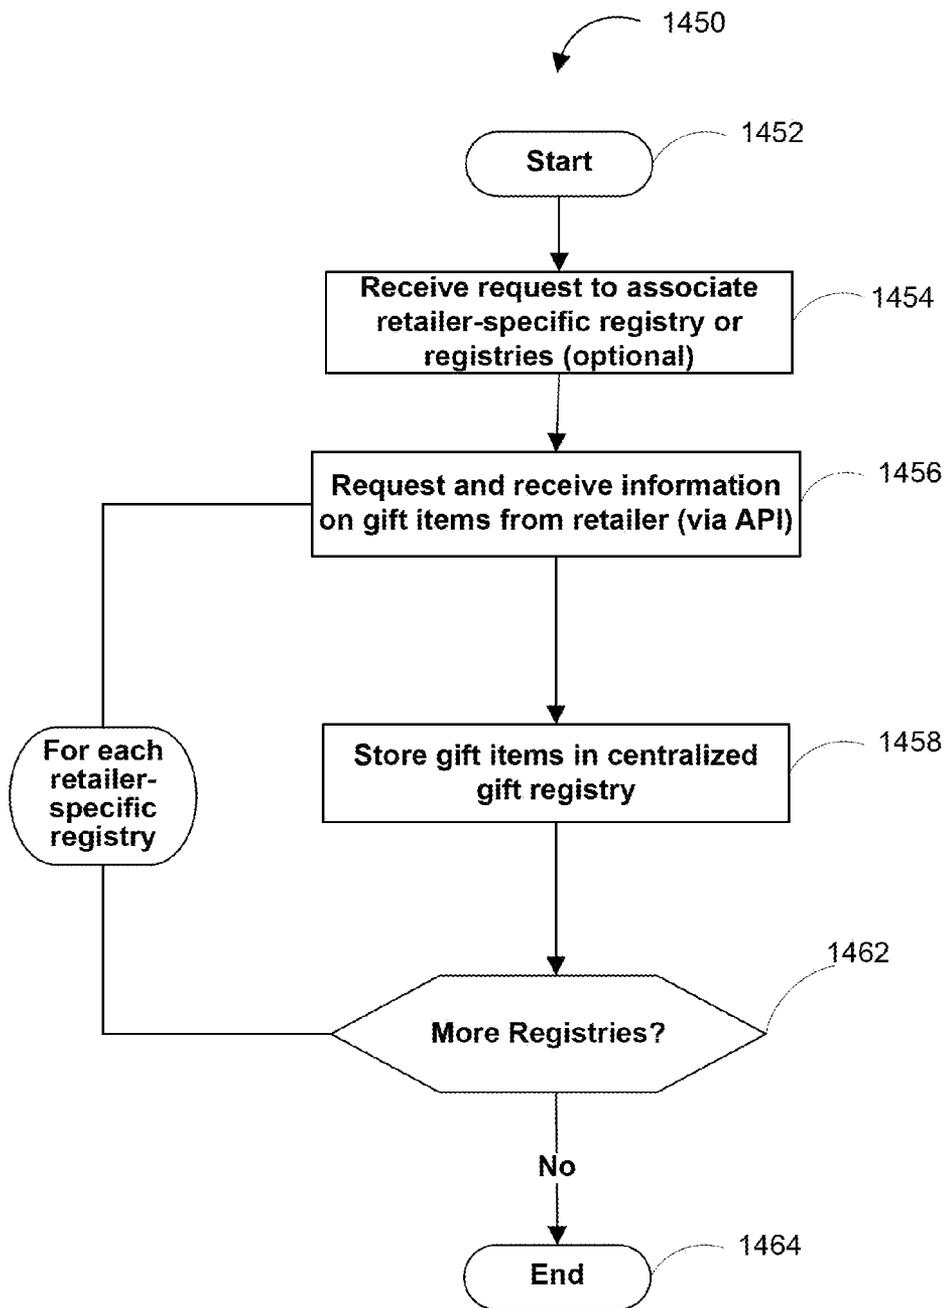 1450
1452
Start
Receive request to associate
retailer-specific registry or
registries (optional)
1454
Request and receive information
on gift items from retailer (via API)
1456
For each
retailer-
specific
registry
Store gift items in centralized
gift registry
1458
1462
More Registries?
No
End
1464